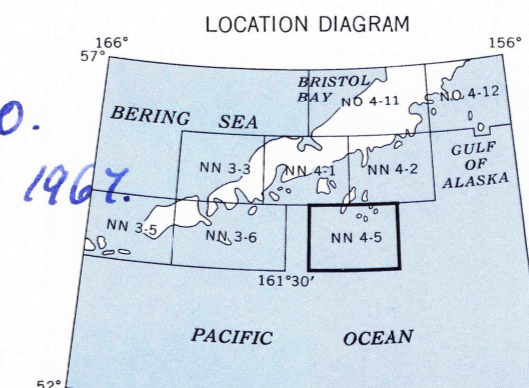 LOCATION DIAGRAM
166°
156°
57°
BRISTOL
BAY
NO 4-11
NO 4-12
BERING SEA
O.
GULF
OF
ALASKA
NN 3-3
NN 4-1
NN 4-2
1967.
NN 3-5
NN 3-6
NN 4-5
161°30'
PACIFIC OCEAN
52°